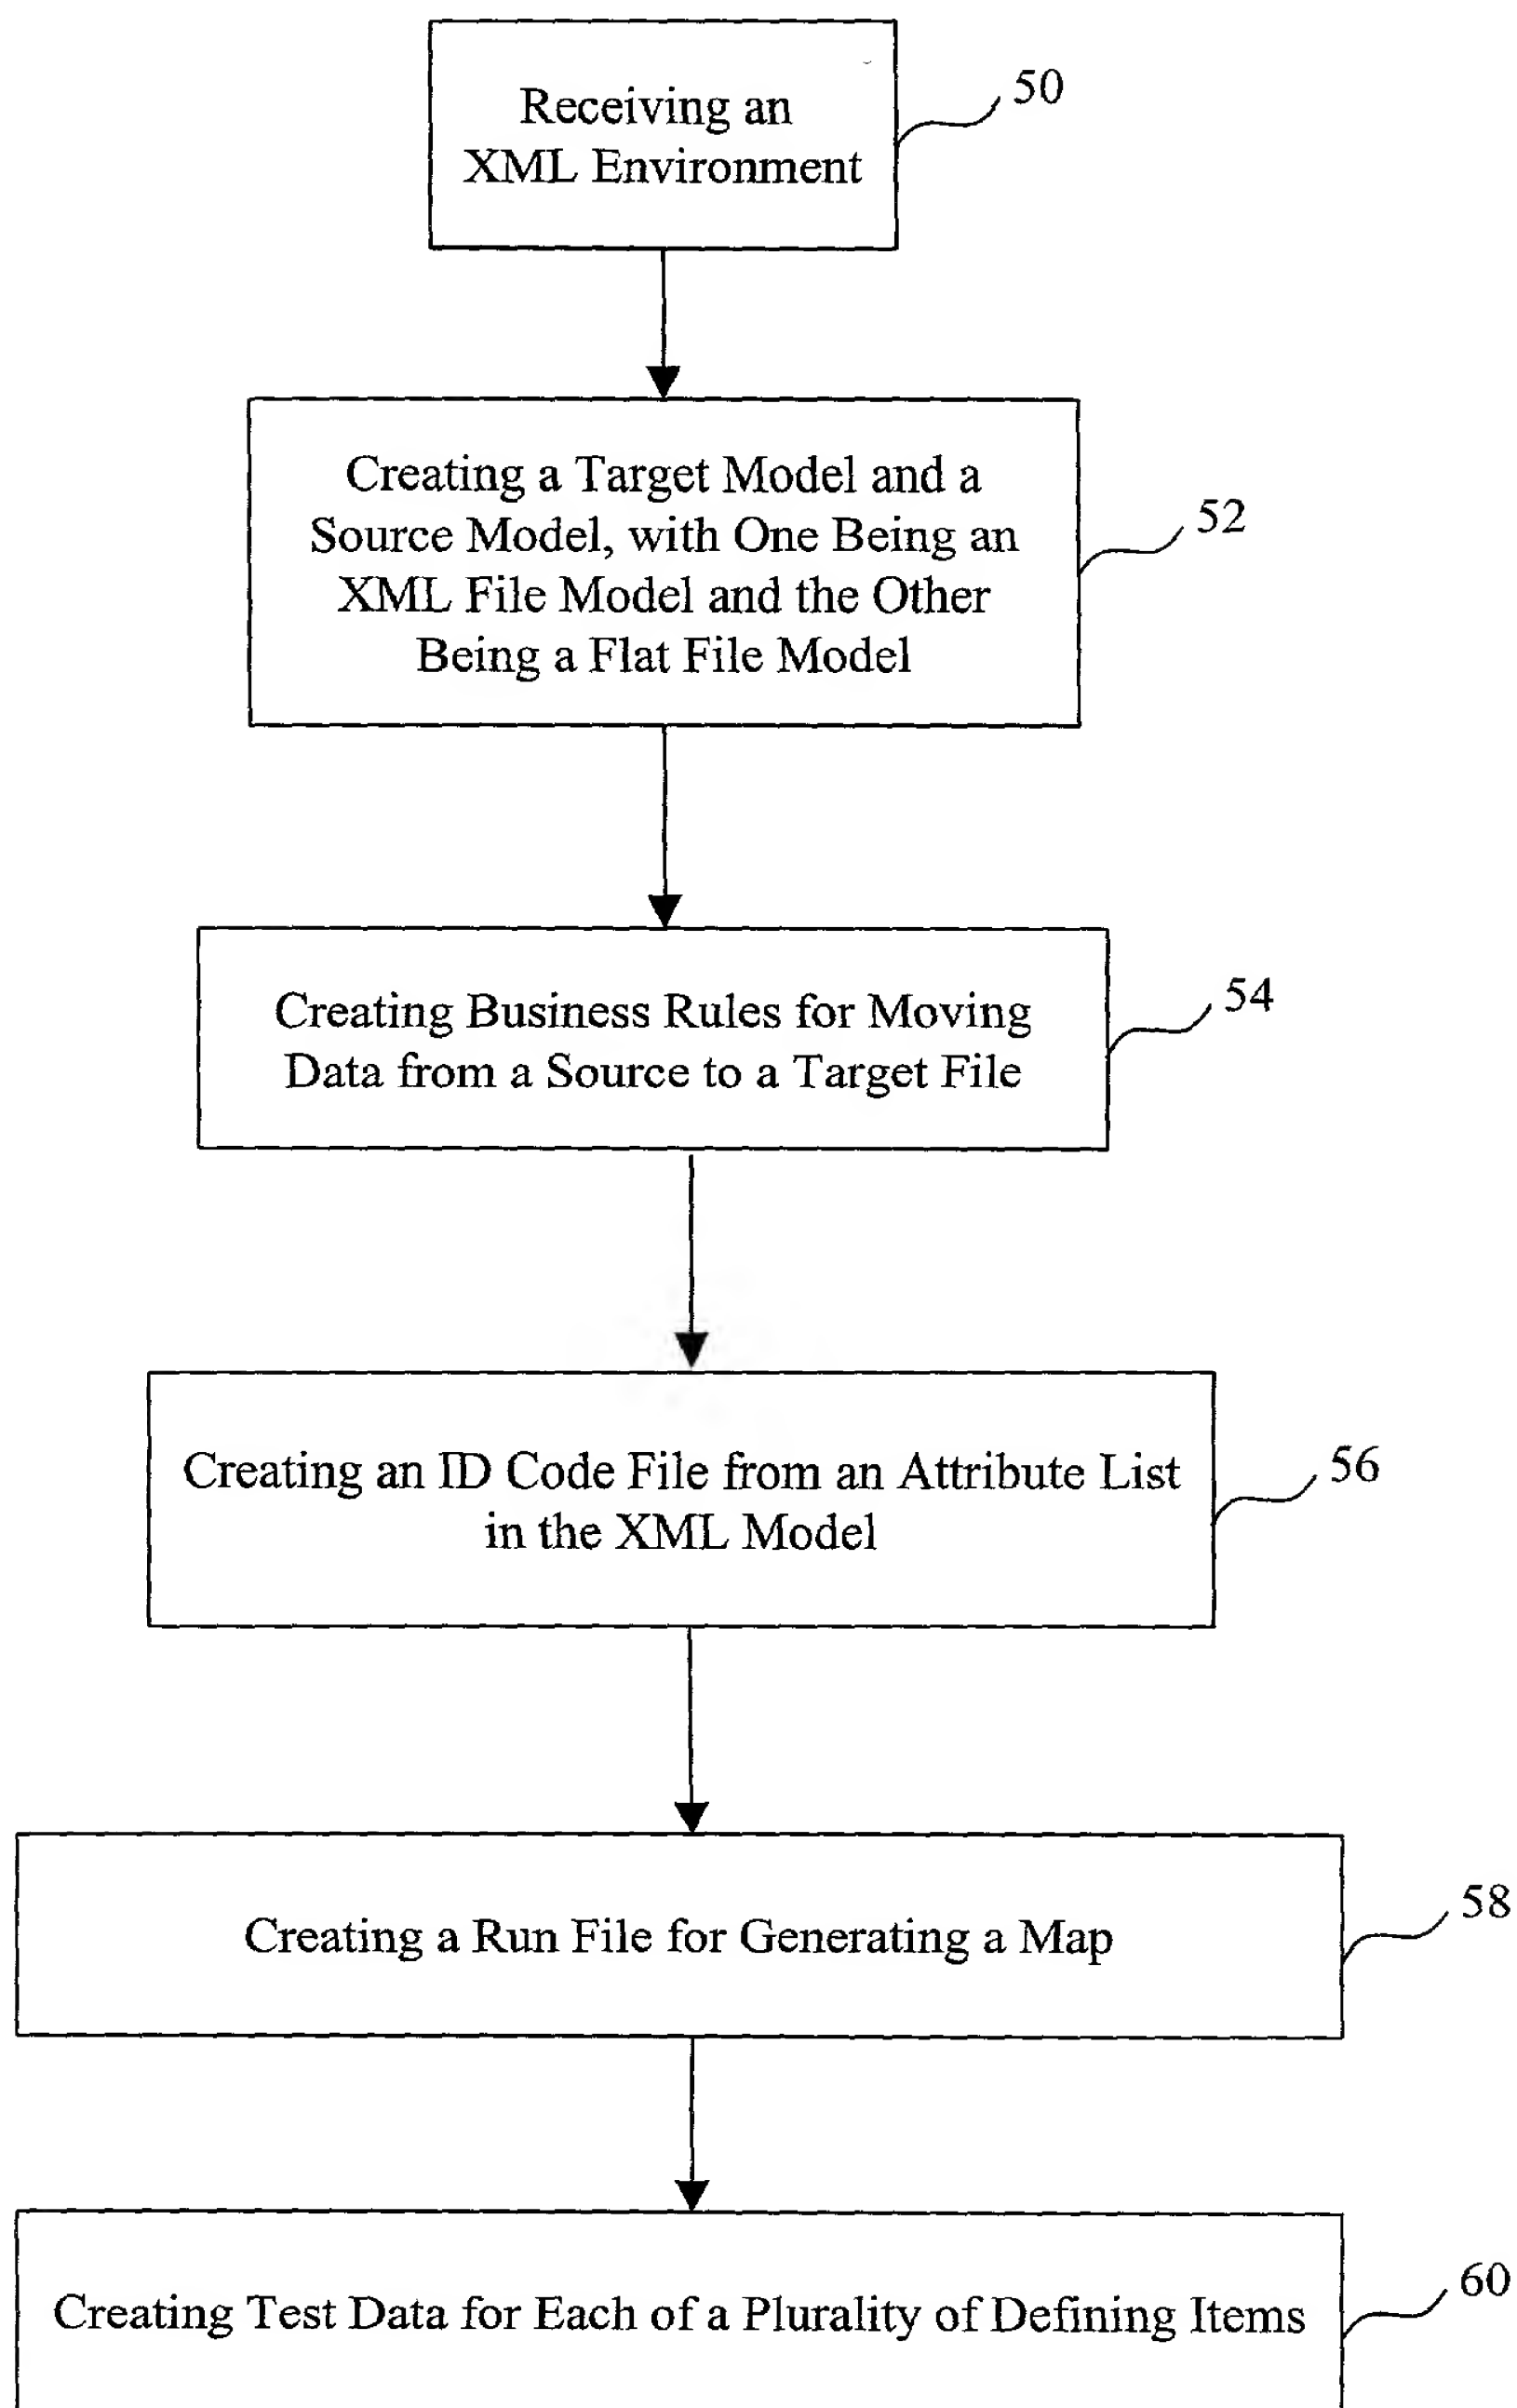 Receiving an
XML Environment
50
Creating a Target Model and a
Source Model, with One Being an
XML File Model and the Other
Being a Flat File Model
52
Creating Business Rules for Moving
Data from a Source to a Target File
54
Creating an ID Code File from an Attribute List
in the XML Model
56
Creating a Run File for Generating a Map
58
Creating Test Data for Each of a Plurality of Defining Items
60